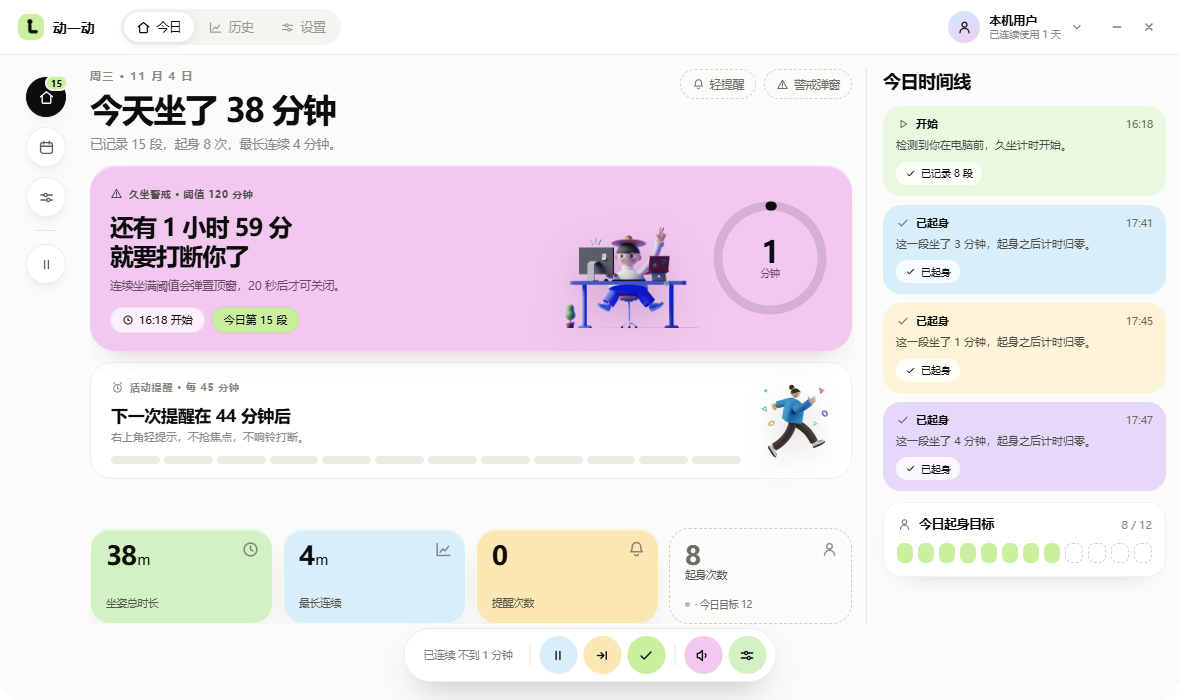 动一动
今日
历史
设置
本机用户
已连续使用 1 天
15
周三 • 11 月 4 日
今天坐了 38 分钟
已记录 15 段，起身 8 次，最长连续 4 分钟。
轻提醒
警戒弹窗
久坐警戒 • 阈值 120 分钟
还有 1 小时 59 分
就要打断你了
连续坐满阈值会弹置顶窗，20 秒后才可关闭。
16:18 开始
今日第 15 段
1
分钟
活动提醒 • 每 45 分钟
下一次提醒在 44 分钟后
右上角轻提示，不抢焦点，不响铃打断。
38m
坐姿总时长
4m
最长连续
0
提醒次数
8
起身次数
· 今日目标 12
已连续 不到 1 分钟
今日时间线
开始
16:18
检测到你在电脑前，久坐计时开始。
已记录 8 段
已起身
17:41
这一段坐了 3 分钟，起身之后计时归零。
已起身
已起身
17:45
这一段坐了 1 分钟，起身之后计时归零。
已起身
已起身
17:47
这一段坐了 4 分钟，起身之后计时归零。
已起身
今日起身目标
8 / 12